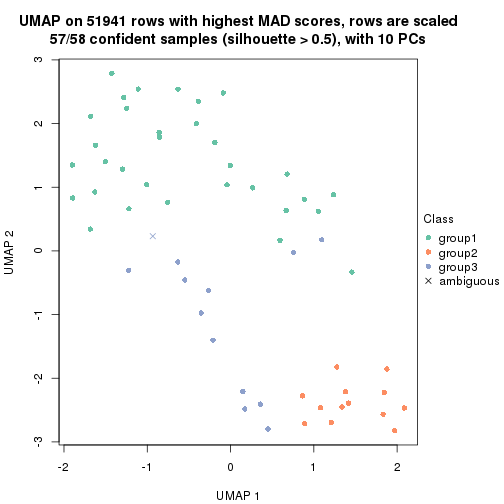 UMAP on 51941 rows with highest MAD scores, rows are scaled
57/58 confident samples (silhouette > 0.5), with 10 PCs
3
2
1
0
-1
-2
-3
UMAP 2
-2
-1
0
1
2
UMAP 1
Class
group1
group2
group3
ambiguous